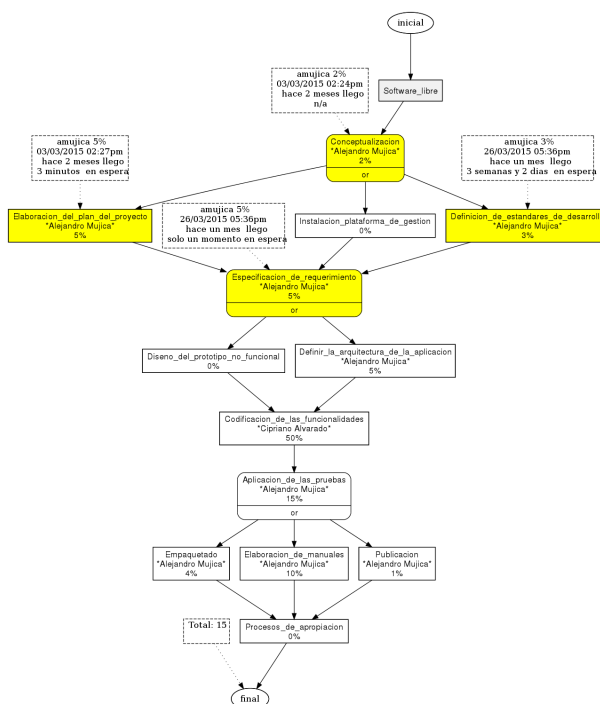 inicial
amujica 2%
03/03/2015 02:24pm
hace 2 meses llego
n/a
Software_libre
amujica 5%
03/03/2015 02:27pm
hace 2 meses llego
3 minutos en espera
Conceptualizacion
*Alejandro Mujica*
2%
or
amujica 3%
26/03/2015 05:36pm
hace un mes llego
3 semanas y 2 dias en espera
Elaboracion_del_plan_del_proyecto
*Alejandro Mujica*
5%
amujica 5%
26/03/2015 05:36pm
hace un mes llego
solo un momento en espera
Instalacion_plataforma_de_gestion
0%
Definicion_de_estandares_de_desarroll
*Alejandro Mujica*
3%
Especificacion_de_requerimiento
*Alejandro Mujica*
5%
or
Diseno_del_prototipo_no_funcional
0%
Definir_la_arquitectura_de_la_aplicacion
*Alejandro Mujica*
5%
Codificacion_de_las_funcionalidades
*Cipriano Alvarado*
50%
Aplicacion_de_las_pruebas
*Alejandro Mujica*
15%
or
Empaquetado
*Alejandro Mujica*
4%
Elaboracion_de_manuales
*Alejandro Mujica*
10%
Publicacion
*Alejandro Mujica*
1%
Total: 15
Procesos_de_apropiacion
0%
final